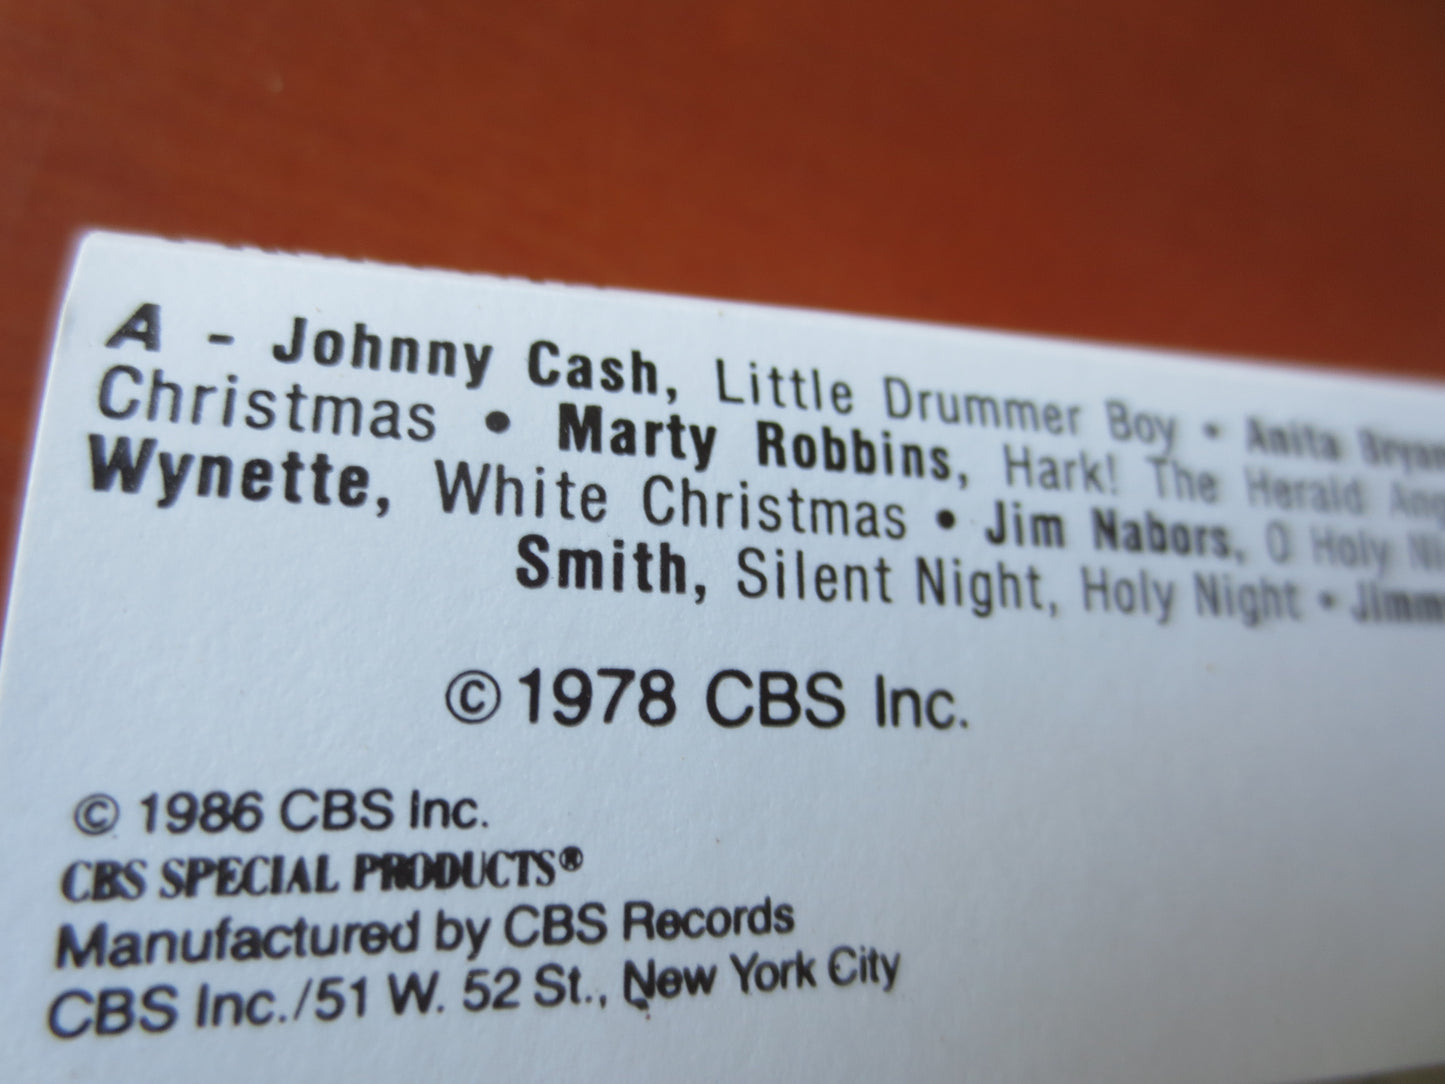 A - Johnny Cash, Little Drummer Boy • Anita
Christmas • Marty Robbins, Hark! The Herald
Wynette, White Christmas • Jim Nabors, O Holy
Smith, Silent Night, Holy Night •
© 1978 CBS Inc.
© 1986 CBS Inc.
CBS SPECIAL PRODUCTS®
Manufactured by CBS Records
CBS Inc./51 W. 52 St., New York City